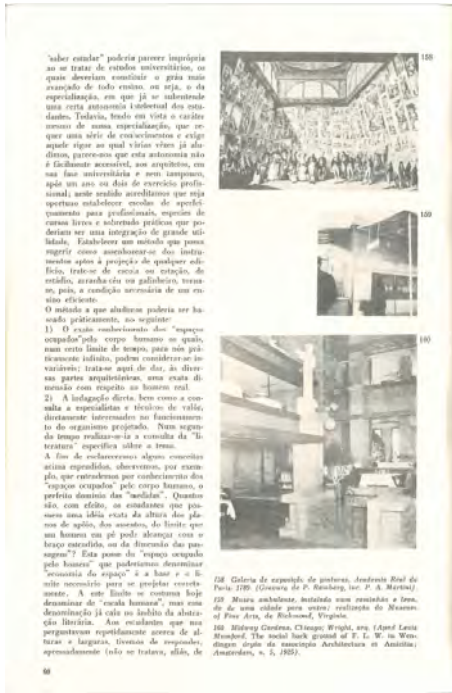 "saber estudar" poderia parecer imprópria
ao se tratar de estudos universitários, os
quais deveriam constituir o gráu mais
avançado de todo ensino, ou seja, o da
especialização, em que já se subentende
uma certa autonomia intelectual dos estu-
dantes. Todavia, tendo em vista o caráter
mesmo de nossa especialização, que re-
quer uma série de conhecimentos e exige
aquele rigor ao qual várias vêzes já alu-
dimos, parece-nos que esta autonomia não
é fàcilmente accessível, aos arquitetos, em
sua fase universitária e nem tampouco,
após um ano ou dois de exercício profis-
sional; neste sentido acreditamos que seja
oportuno estabelecer escolas de aperfei-
çoamento para profissionais, especies de
cursos livres e sobretudo práticos que po-
deriam ser uma integração de grande uti-
lidade. Estabelecer um método que possa
sugerir como assenhorear-se dos instru-
mentos aptos à projeção de qualquer edi-
fício, trate-se de escola ou estação, de
estádio, arranha-céu ou galinheiro, torna-
se, pois, a condição necessária de um en-
sino eficiente.
O método a que aludimos poderia ser ba-
seado pràticamente, no seguinte:
1) O exato conhecimento dos "espaços
ocupados" pelo corpo humano os quais,
num certo limite de tempo, para nós prà-
ticamente infinito, podem considerar-se in-
variáveis; trata-se aqui de dar, às diver-
sas partes arquitetônicas, uma exata di-
mensão com respeito ao homem real.
2) A indagação direta, bem como a con-
sulta a especialistas e técnicos de valôr,
diretamente interessados no funcionamen-
to do organismo projetado. Num segun-
do tempo realizar-se-ia a consulta da "li-
teratura" específica sôbre o tema.
A fim de esclarecermos alguns conceitos
acima expendidos, observemos, por exem-
plo, que entendemos por conhecimento dos
"espaços ocupados" pelo corpo humano, o
perfeito domínio das "medidas". Quantos
são, com efeito, os estudantes que pos-
suem uma idéia exata da altura dos pla-
nos de apôio, dos assentos, do limite que
um homem em pé pode alcançar com o
braço estendido, ou da dimensão das pas-
sagens? Esta posse do "espaço ocupado
pelo homem" que poderíamos denominar
"economia do espaço" é a base e o li-
mite necessário para se projetar correta-
mente. A este limite se costuma hoje
denominar de "escala humana", mas esta
denominação já caiu no âmbito da abstra-
ção literária. Aos estudantes que nos
perguntavam repetidamente acerca de al-
turas e larguras, tivemos de responder,
apressadamente (não se tratava, aliás, de
60
158
159
160
158 Galeria de exposição de pinturas, Academia Real de
Paris, 1789. (Gravura de P. Ramberg, inc. P. A. Martini)
159 Museu ambulante, instalado num caminhão e leva-
do de uma cidade para outra; realização do Museum
of Fine Arts, de Richmond, Virginia.
160 Midway Gardens, Chicago; Wright, arq. (Apud Lewis
Mumford. The social back ground of F. L. W. in Wen-
dingen órgão da associação Architectura et Amicitia;
Amsterdam, n. 5, 1925).